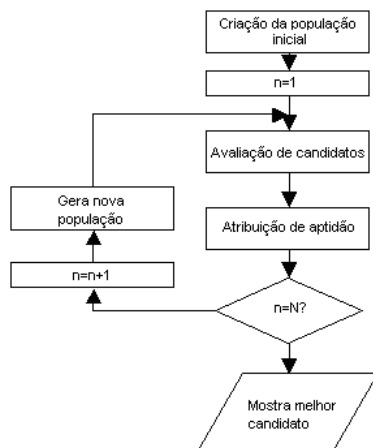 Criação da população
inicial
n=1
Avaliação de candidatos
Gera nova
população
Atribuição de aptidão
n=n+1
n=N?
Mostra melhor
candidato